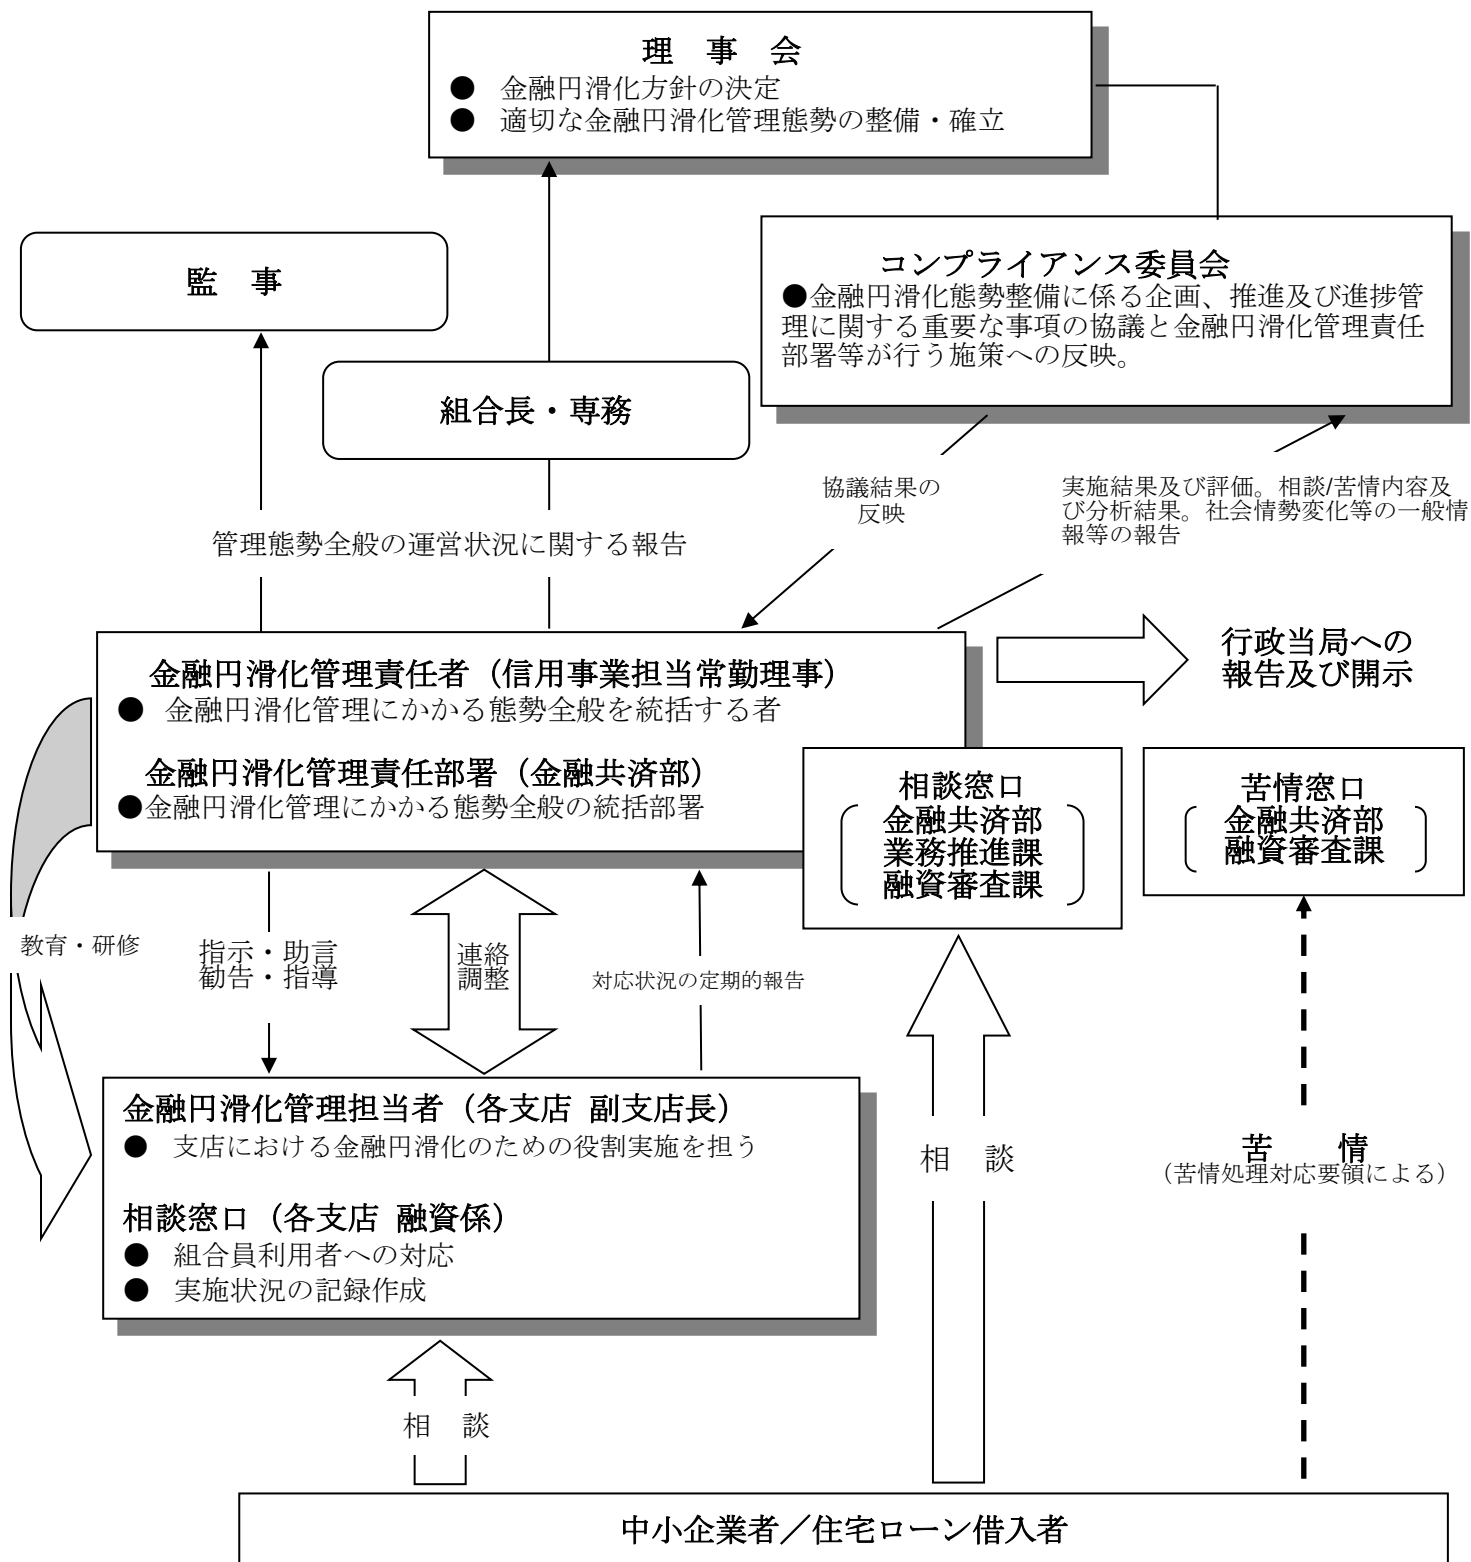 理　事　会
● 金融円滑化方針の決定
● 適切な金融円滑化管理態勢の整備・確立
監　事
コンプライアンス委員会
●金融円滑化態勢整備に係る企画、推進及び進捗管
理に関する重要な事項の協議と金融円滑化管理責任
部署等が行う施策への反映。
組合長・専務
協議結果の
反映
実施結果及び評価。相談/苦情内容及
び分析結果。社会情勢変化等の一般情
報等の報告
管理態勢全般の運営状況に関する報告
金融円滑化管理責任者（信用事業担当常勤理事）
● 金融円滑化管理にかかる態勢全般を統括する者
金融円滑化管理責任部署（金融共済部）
●金融円滑化管理にかかる態勢全般の統括部署
行政当局への
報告及び開示
相談窓口
金融共済部
業務推進課
融資審査課
苦情窓口
金融共済部
融資審査課
教育・研修
指示・助言
勧告・指導
連絡
調整
対応状況の定期的報告
金融円滑化管理担当者（各支店 副支店長）
● 支店における金融円滑化のための役割実施を担う
相談窓口（各支店 融資係）
● 組合員利用者への対応
● 実施状況の記録作成
相　談
苦　　情
（苦情処理対応要領による）
相　談
中小企業者／住宅ローン借入者